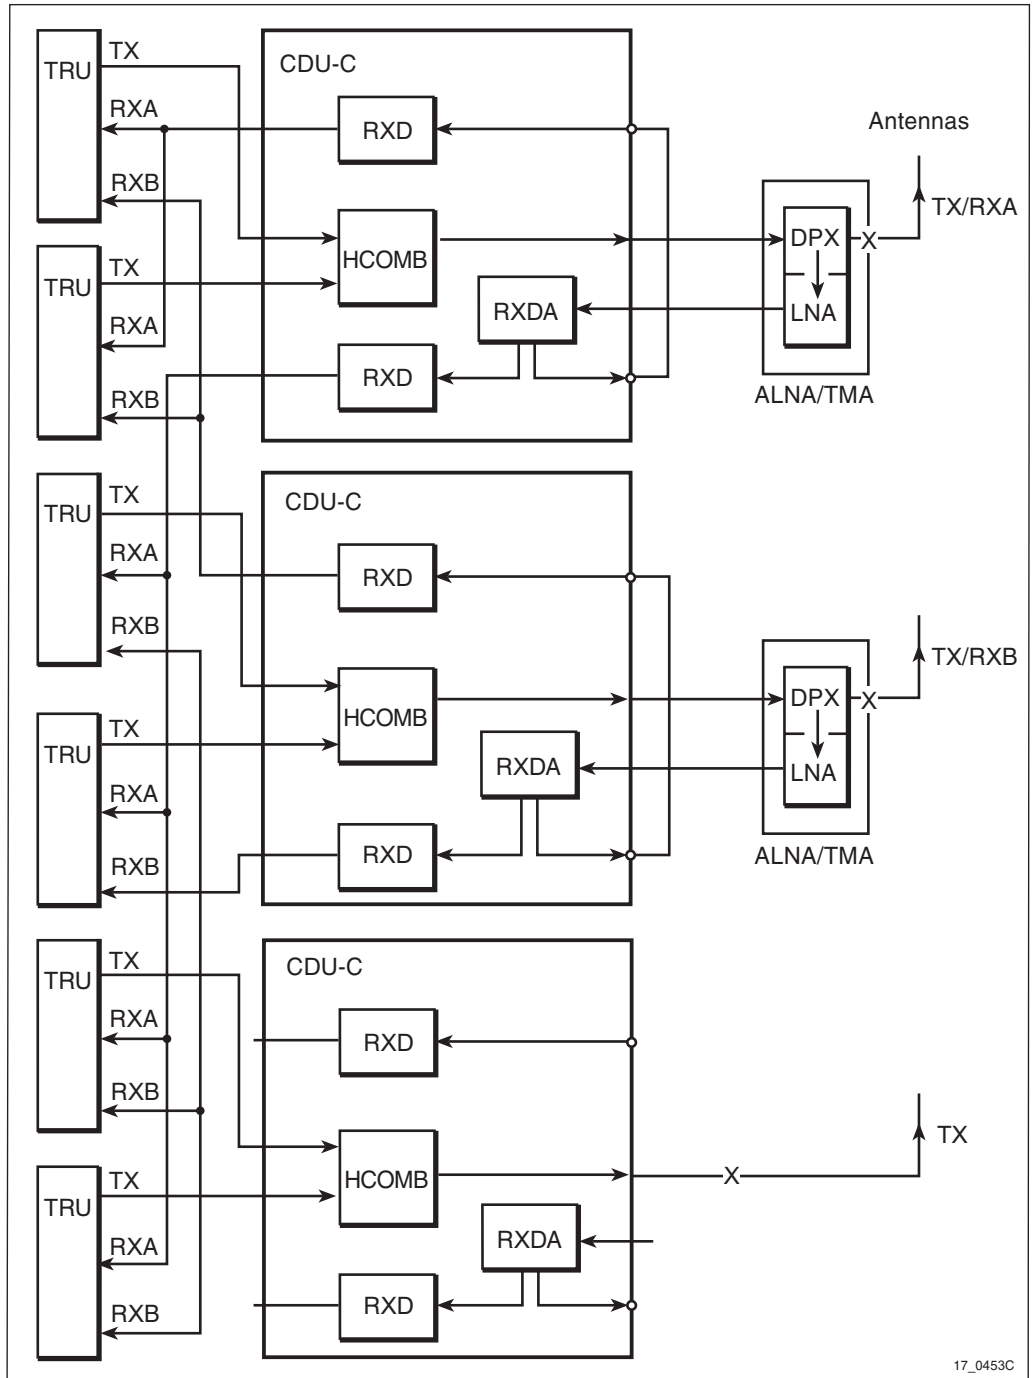 TRU
TX
RXA
RXB
CDU-C
RXD
HCOMB
RXDA
RXD
DPX
LNA
X
ALNA/TMA
Antennas
TX/RXA
TRU
TX
RXA
RXB
TRU
TX
RXA
RXB
CDU-C
RXD
HCOMB
RXDA
RXD
DPX
LNA
X
ALNA/TMA
TX/RXB
TRU
TX
RXA
RXB
TRU
TX
RXA
RXB
CDU-C
RXD
HCOMB
RXDA
RXD
X
TX
TRU
TX
RXA
RXB
17_0453C